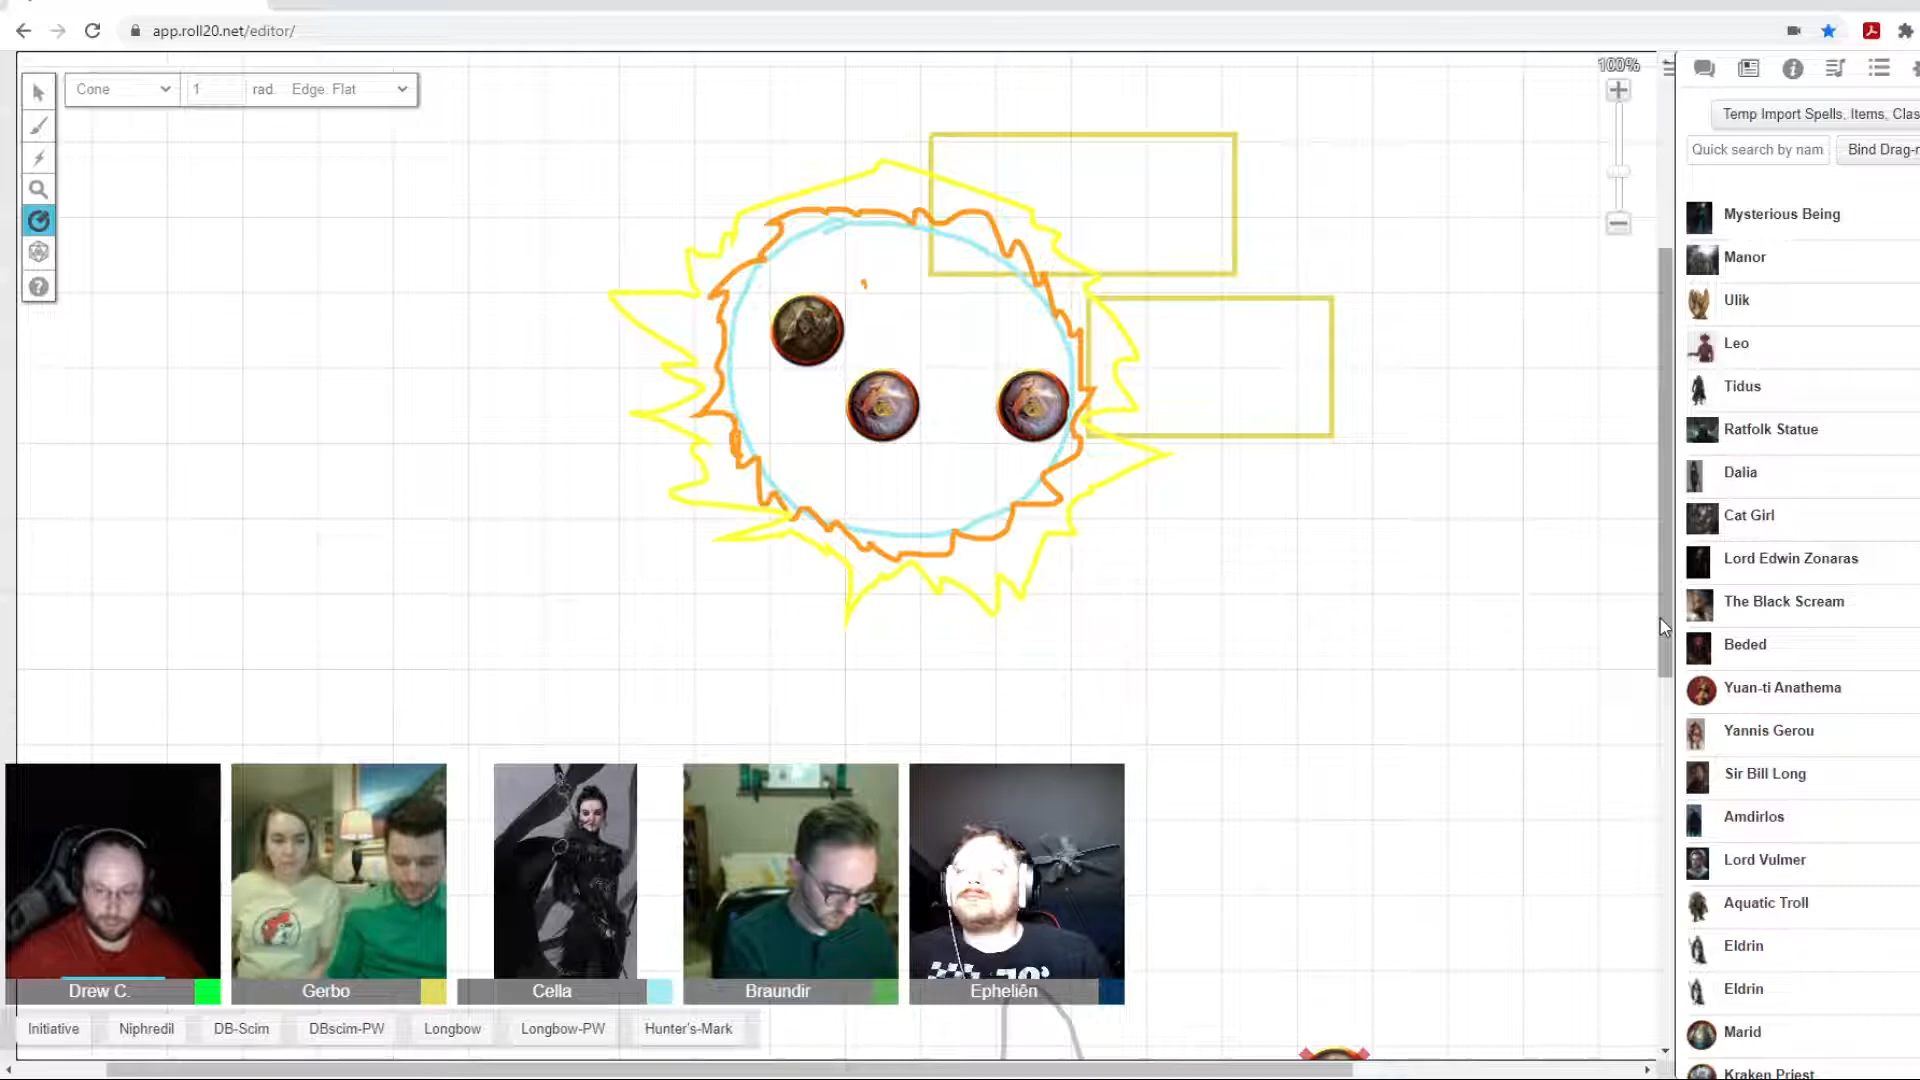 app.roll20.net/editor/
Cone 1 rad. Edge: Flat
100%
Temp Import Spells, Items, Clas
Quick search by nam Bind Drag-n
Mysterious Being
Manor
Ulik
Leo
Tidus
Ratfolk Statue
Dalia
Cat Girl
Lord Edwin Zonaras
The Black Scream
Beded
Yuan-ti Anathema
Yannis Gerou
Sir Bill Long
Amdirlos
Lord Vulmer
Aquatic Troll
Eldrin
Eldrin
Marid
Kraken Priest
Drew C. Gerbo Cella Braundir Epheliên
Initiative Niphredil DB-Scim DBscim-PW Longbow Longbow-PW Hunter's-Mark